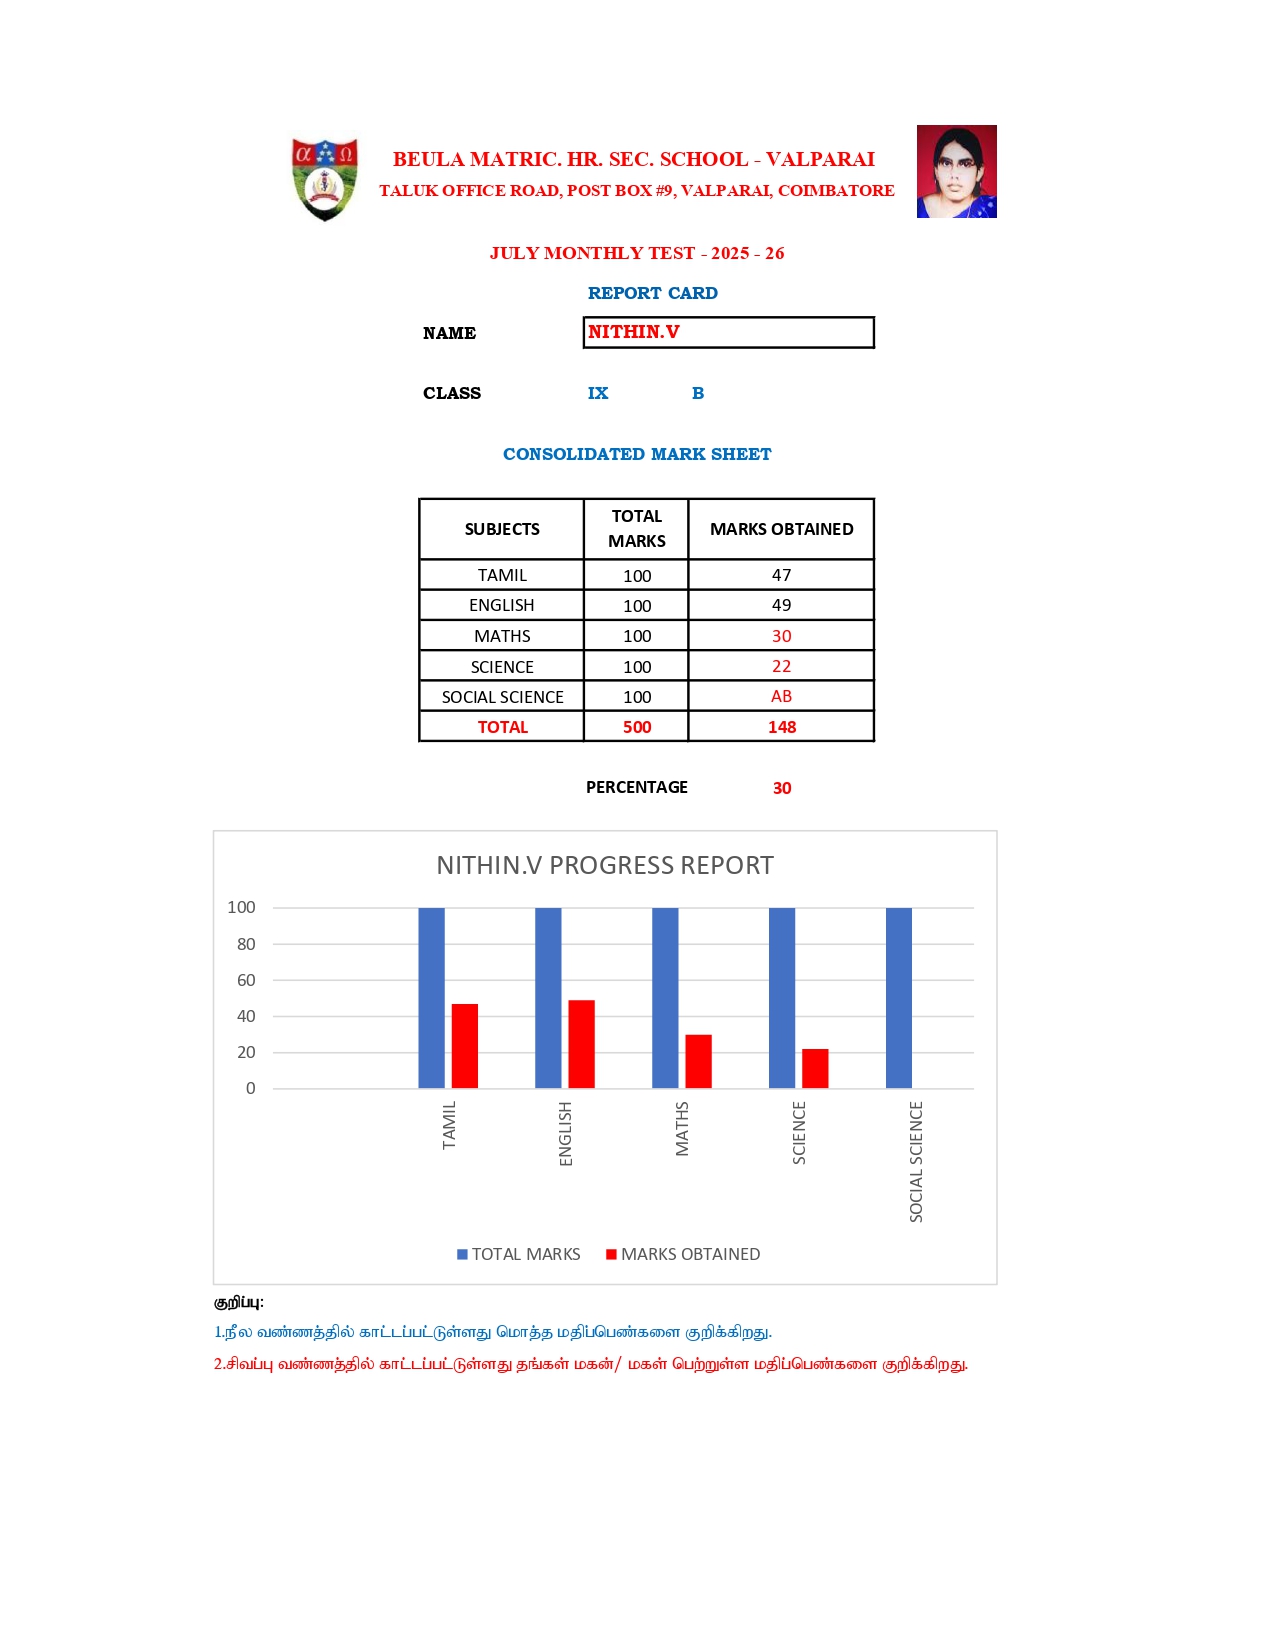 α Ω
BEULA MATRIC. HR. SEC. SCHOOL - VALPARAI
TALUK OFFICE ROAD, POST BOX #9, VALPARAI, COIMBATORE
JULY MONTHLY TEST - 2025 - 26
REPORT CARD
NAME NITHIN.V
CLASS IX B
CONSOLIDATED MARK SHEET
SUBJECTS TOTAL MARKS MARKS OBTAINED
TAMIL 100 47
ENGLISH 100 49
MATHS 100 30
SCIENCE 100 22
SOCIAL SCIENCE 100 AB
TOTAL 500 148
PERCENTAGE 30
NITHIN.V PROGRESS REPORT
100
80
60
40
20
0
TAMIL ENGLISH MATHS SCIENCE SOCIAL SCIENCE
TOTAL MARKS MARKS OBTAINED
குறிப்பு:
1.நீல வண்ணத்தில் காட்டப்பட்டுள்ளது மொத்த மதிப்பெண்களை குறிக்கிறது.
2.சிவப்பு வண்ணத்தில் காட்டப்பட்டுள்ளது தங்கள் மகன்/ மகள் பெற்றுள்ள மதிப்பெண்களை குறிக்கிறது.